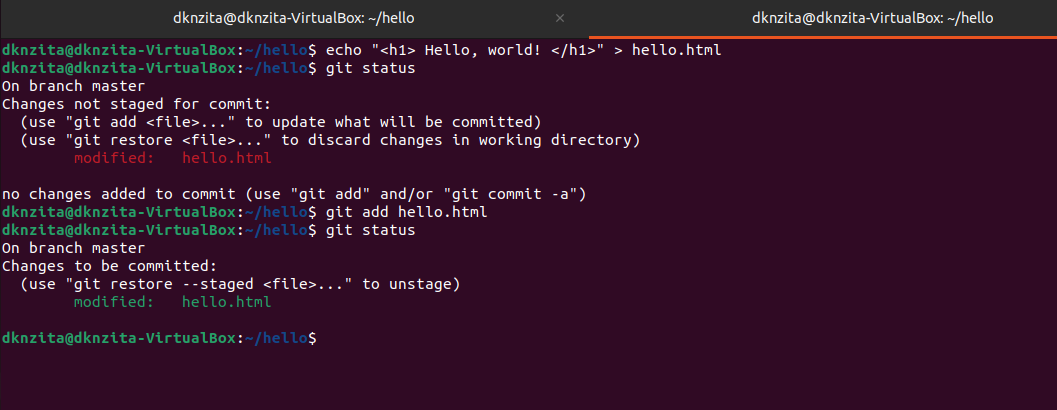 dknzita@dknzita-VirtualBox: ~/hello × dknzita@dknzita-VirtualBox: ~/hello
dknzita@dknzita-VirtualBox:~/hello$ echo "<h1> Hello, world! </h1>" > hello.html
dknzita@dknzita-VirtualBox:~/hello$ git status
On branch master
Changes not staged for commit:
  (use "git add <file>..." to update what will be committed)
  (use "git restore <file>..." to discard changes in working directory)
        modified:   hello.html

no changes added to commit (use "git add" and/or "git commit -a")
dknzita@dknzita-VirtualBox:~/hello$ git add hello.html
dknzita@dknzita-VirtualBox:~/hello$ git status
On branch master
Changes to be committed:
  (use "git restore --staged <file>..." to unstage)
        modified:   hello.html

dknzita@dknzita-VirtualBox:~/hello$